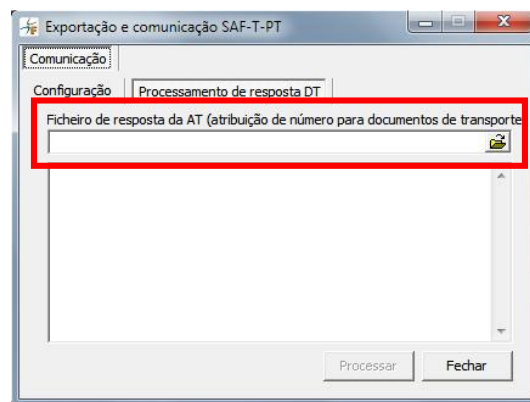 Exportação e comunicação SAF-T-PT
Comunicação
Configuração
Processamento de resposta DT
Ficheiro de resposta da AT (atribuição de número para documentos de transporte
Processar
Fechar